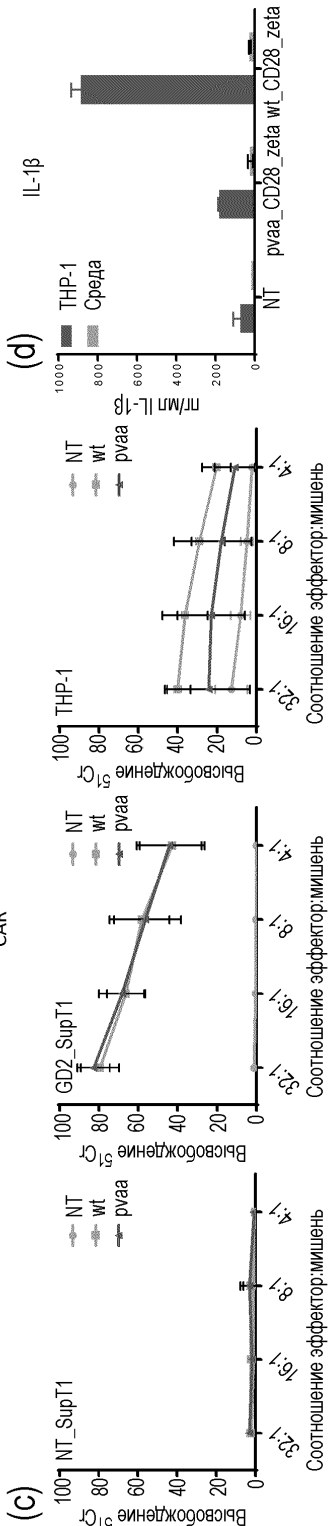 CAR
(c)
NT_SupT1
NT
wt
pvaa
Высвобождение ⁵¹Cr
100
80
60
40
20
0
32:1
16:1
8:1
4:1
Соотношение эффектор:мишень
GD2_SupT1
NT
wt
pvaa
Высвобождение ⁵¹Cr
100
80
60
40
20
0
32:1
16:1
8:1
4:1
Соотношение эффектор:мишень
THP-1
NT
wt
pvaa
Высвобождение ⁵¹Cr
100
80
60
40
20
0
32:1
16:1
8:1
4:1
Соотношение эффектор:мишень
(d)
IL-1β
THP-1
Среда
пг/мл IL-1β
1000
800
600
400
200
0
NT
pvaa_CD28_zeta wt_CD28_zeta